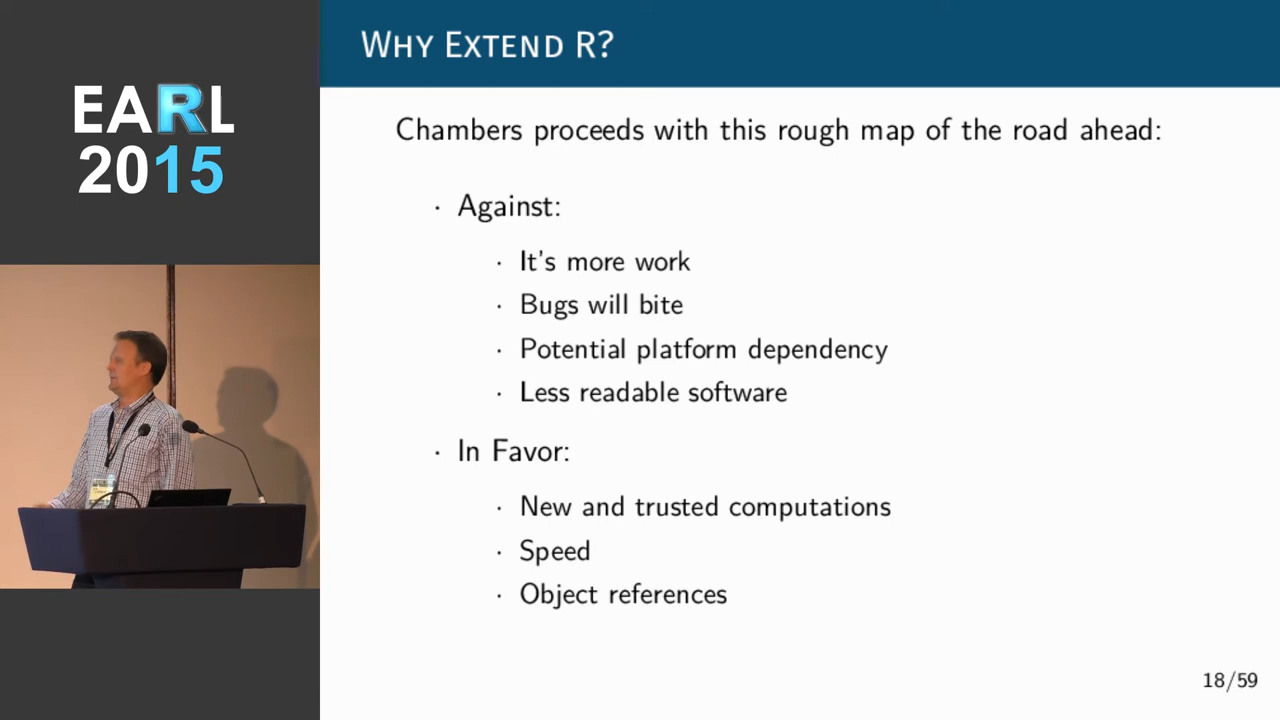 EARL
2015
WHY EXTEND R?
Chambers proceeds with this rough map of the road ahead:
· Against:
· It's more work
· Bugs will bite
· Potential platform dependency
· Less readable software
· In Favor:
· New and trusted computations
· Speed
· Object references
18/59